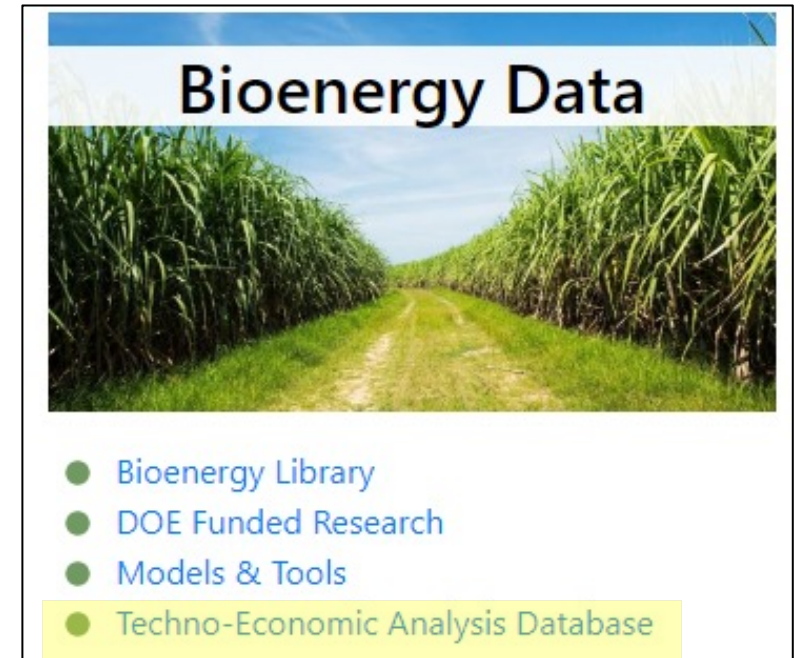 Bioenergy Data
Bioenergy Library
DOE Funded Research
Models & Tools
Techno-Economic Analysis Database